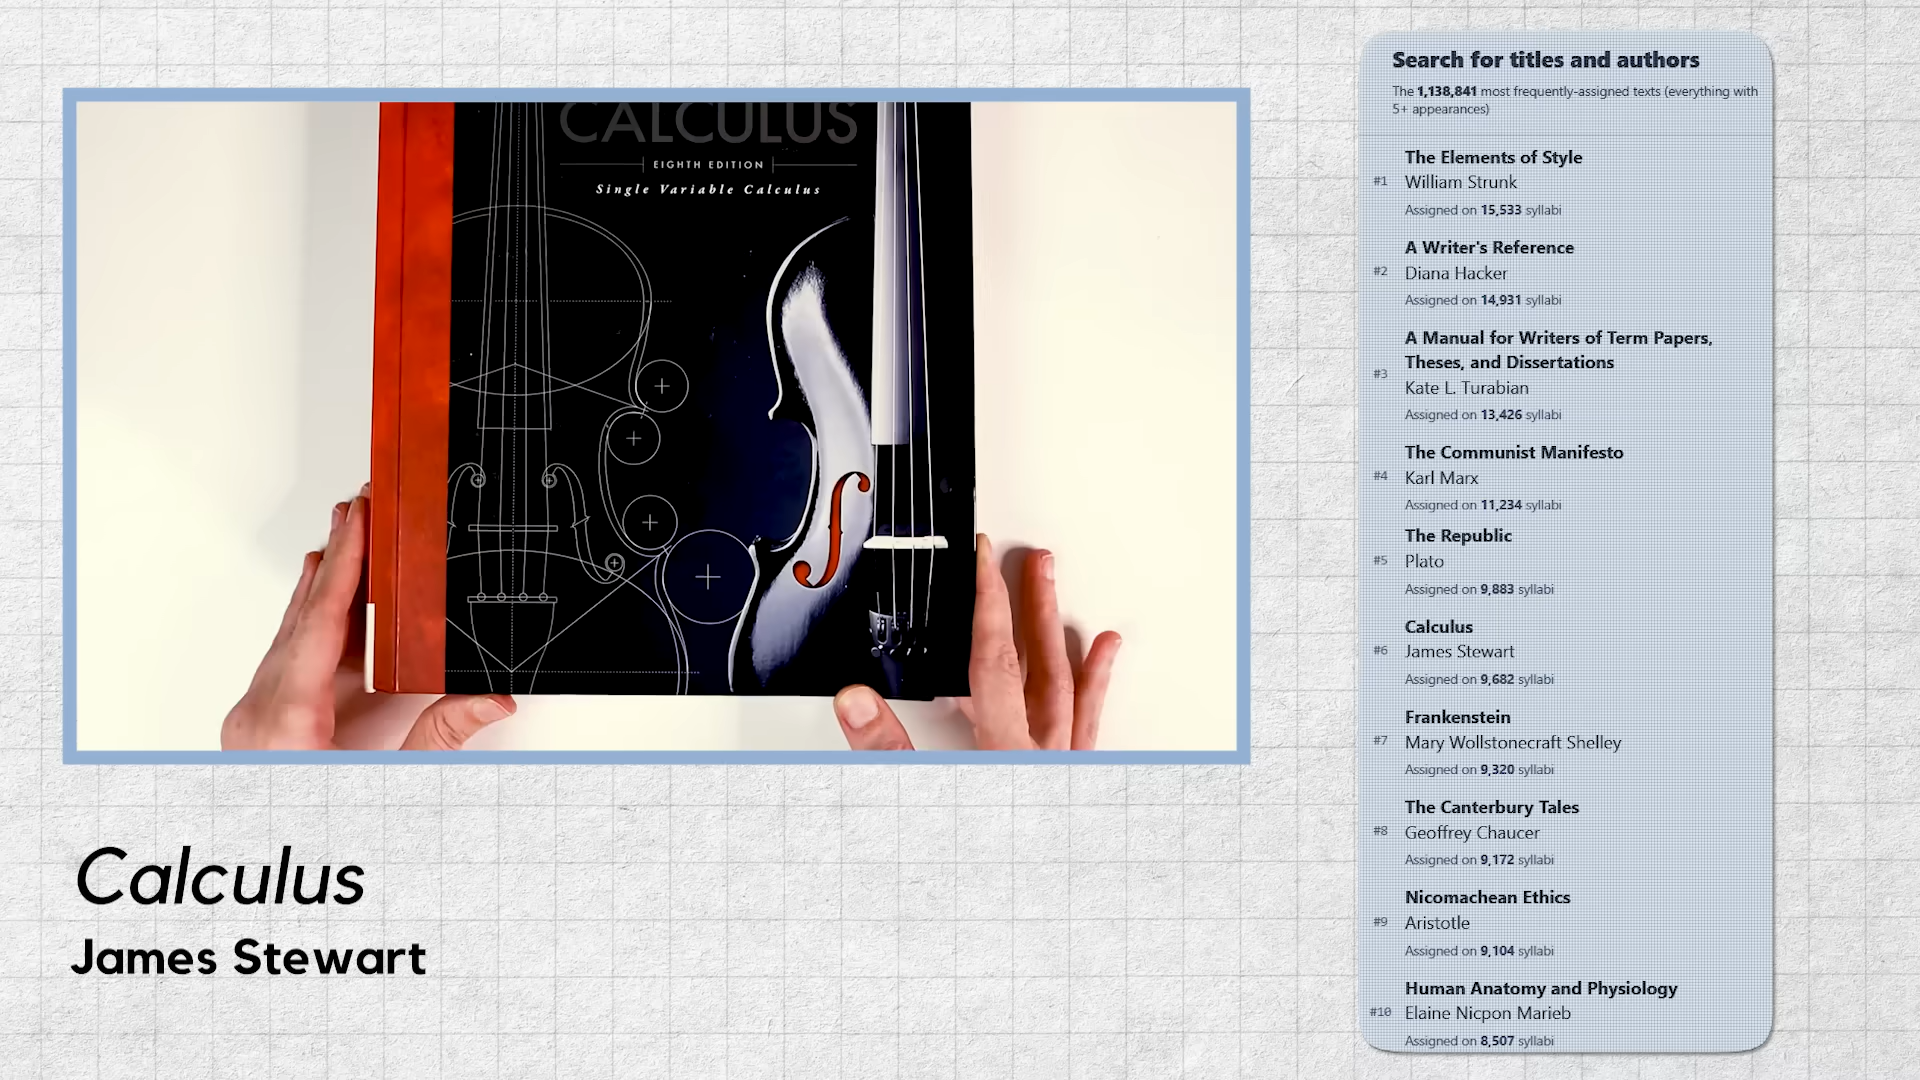 CALCULUS
EIGHTH EDITION
Single Variable Calculus
Calculus
James Stewart
Search for titles and authors
The 1,138,841 most frequently-assigned texts (everything with
5+ appearances)
The Elements of Style
#1 William Strunk
Assigned on 15,533 syllabi
A Writer's Reference
#2 Diana Hacker
Assigned on 14,931 syllabi
A Manual for Writers of Term Papers,
Theses, and Dissertations
#3
Kate L. Turabian
Assigned on 13,426 syllabi
The Communist Manifesto
#4 Karl Marx
Assigned on 11,234 syllabi
The Republic
#5 Plato
Assigned on 9,883 syllabi
Calculus
#6 James Stewart
Assigned on 9,682 syllabi
Frankenstein
#7 Mary Wollstonecraft Shelley
Assigned on 9,320 syllabi
The Canterbury Tales
#8 Geoffrey Chaucer
Assigned on 9,172 syllabi
Nicomachean Ethics
#9 Aristotle
Assigned on 9,104 syllabi
Human Anatomy and Physiology
#10 Elaine Nicpon Marieb
Assigned on 8,507 syllabi